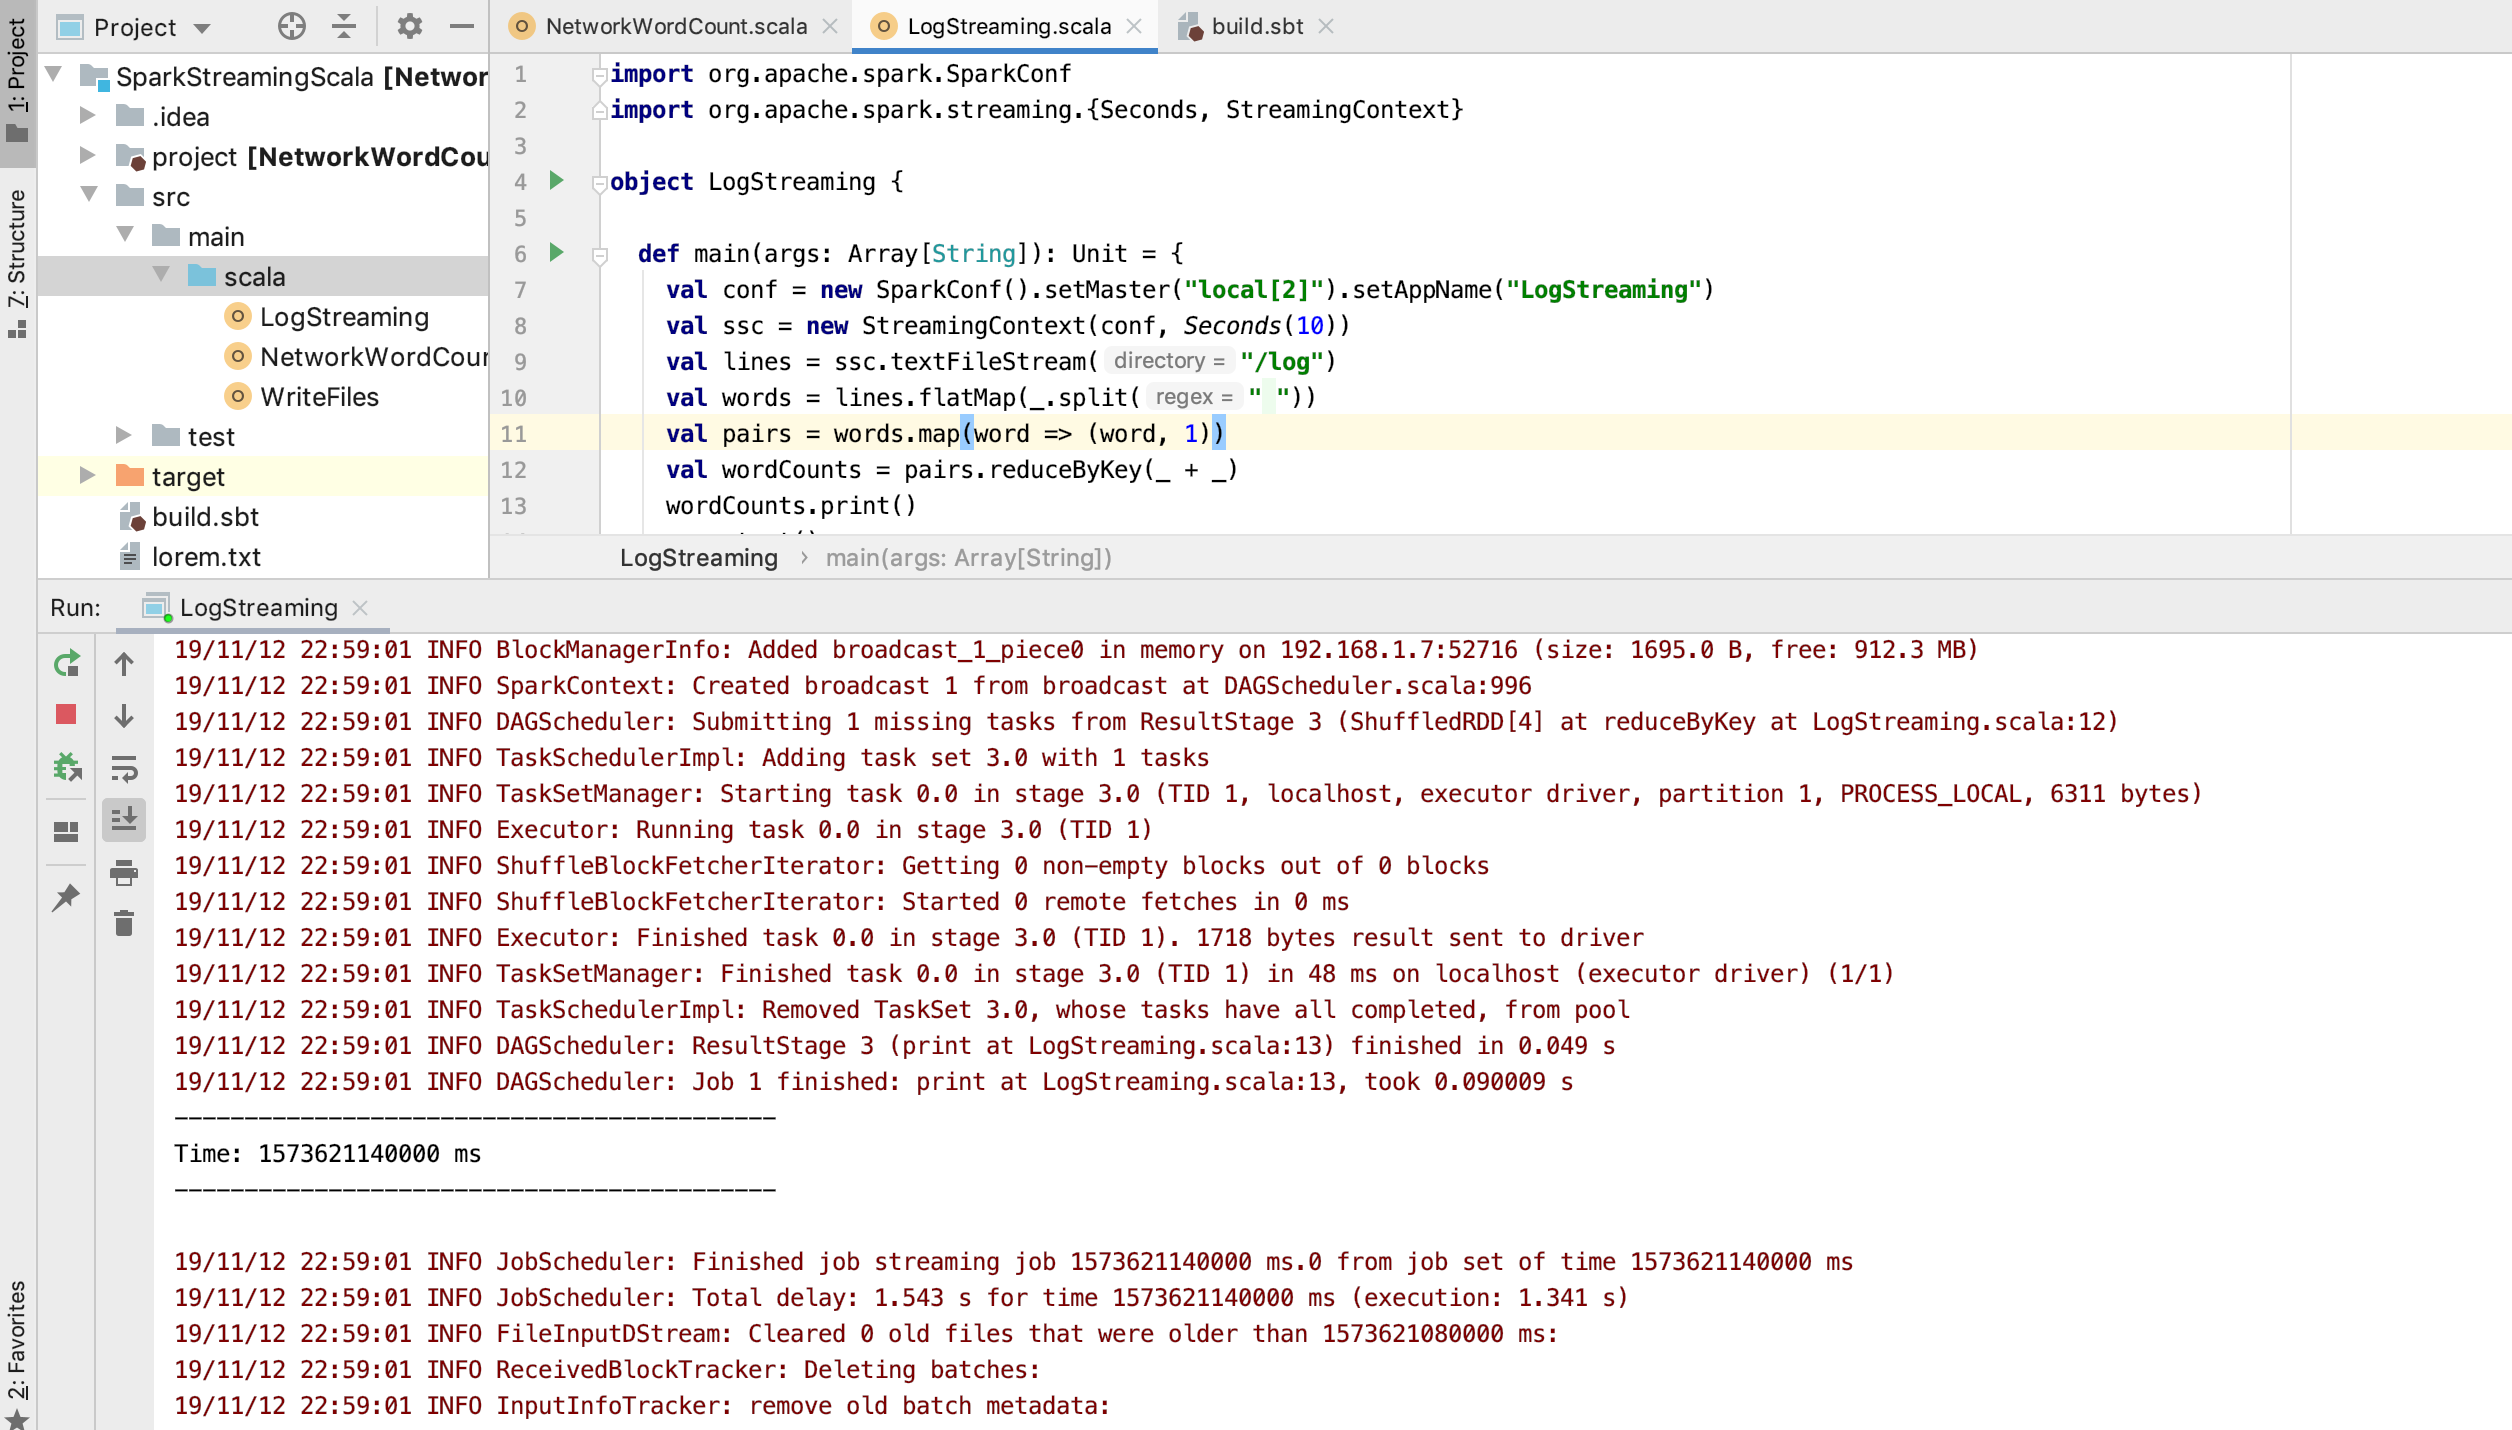 1: Project
7: Structure
2: Favorites
Project
SparkStreamingScala [Networ
.idea
project [NetworkWordCou
src
main
scala
LogStreaming
NetworkWordCour
WriteFiles
test
target
build.sbt
lorem.txt
NetworkWordCount.scala
LogStreaming.scala
build.sbt
1 import org.apache.spark.SparkConf
2 import org.apache.spark.streaming.{Seconds, StreamingContext}
3
4 object LogStreaming {
5
6 def main(args: Array[String]): Unit = {
7 val conf = new SparkConf().setMaster("local[2]").setAppName("LogStreaming")
8 val ssc = new StreamingContext(conf, Seconds(10))
9 val lines = ssc.textFileStream( directory = "/log")
10 val words = lines.flatMap(_.split( regex = " "))
11 val pairs = words.map(word => (word, 1))
12 val wordCounts = pairs.reduceByKey(_ + _)
13 wordCounts.print()
LogStreaming › main(args: Array[String])
Run: LogStreaming
19/11/12 22:59:01 INFO BlockManagerInfo: Added broadcast_1_piece0 in memory on 192.168.1.7:52716 (size: 1695.0 B, free: 912.3 MB)
19/11/12 22:59:01 INFO SparkContext: Created broadcast 1 from broadcast at DAGScheduler.scala:996
19/11/12 22:59:01 INFO DAGScheduler: Submitting 1 missing tasks from ResultStage 3 (ShuffledRDD[4] at reduceByKey at LogStreaming.scala:12)
19/11/12 22:59:01 INFO TaskSchedulerImpl: Adding task set 3.0 with 1 tasks
19/11/12 22:59:01 INFO TaskSetManager: Starting task 0.0 in stage 3.0 (TID 1, localhost, executor driver, partition 1, PROCESS_LOCAL, 6311 bytes)
19/11/12 22:59:01 INFO Executor: Running task 0.0 in stage 3.0 (TID 1)
19/11/12 22:59:01 INFO ShuffleBlockFetcherIterator: Getting 0 non-empty blocks out of 0 blocks
19/11/12 22:59:01 INFO ShuffleBlockFetcherIterator: Started 0 remote fetches in 0 ms
19/11/12 22:59:01 INFO Executor: Finished task 0.0 in stage 3.0 (TID 1). 1718 bytes result sent to driver
19/11/12 22:59:01 INFO TaskSetManager: Finished task 0.0 in stage 3.0 (TID 1) in 48 ms on localhost (executor driver) (1/1)
19/11/12 22:59:01 INFO TaskSchedulerImpl: Removed TaskSet 3.0, whose tasks have all completed, from pool
19/11/12 22:59:01 INFO DAGScheduler: ResultStage 3 (print at LogStreaming.scala:13) finished in 0.049 s
19/11/12 22:59:01 INFO DAGScheduler: Job 1 finished: print at LogStreaming.scala:13, took 0.090009 s
-------------------------------------------
Time: 1573621140000 ms
-------------------------------------------
19/11/12 22:59:01 INFO JobScheduler: Finished job streaming job 1573621140000 ms.0 from job set of time 1573621140000 ms
19/11/12 22:59:01 INFO JobScheduler: Total delay: 1.543 s for time 1573621140000 ms (execution: 1.341 s)
19/11/12 22:59:01 INFO FileInputDStream: Cleared 0 old files that were older than 1573621080000 ms:
19/11/12 22:59:01 INFO ReceivedBlockTracker: Deleting batches:
19/11/12 22:59:01 INFO InputInfoTracker: remove old batch metadata: